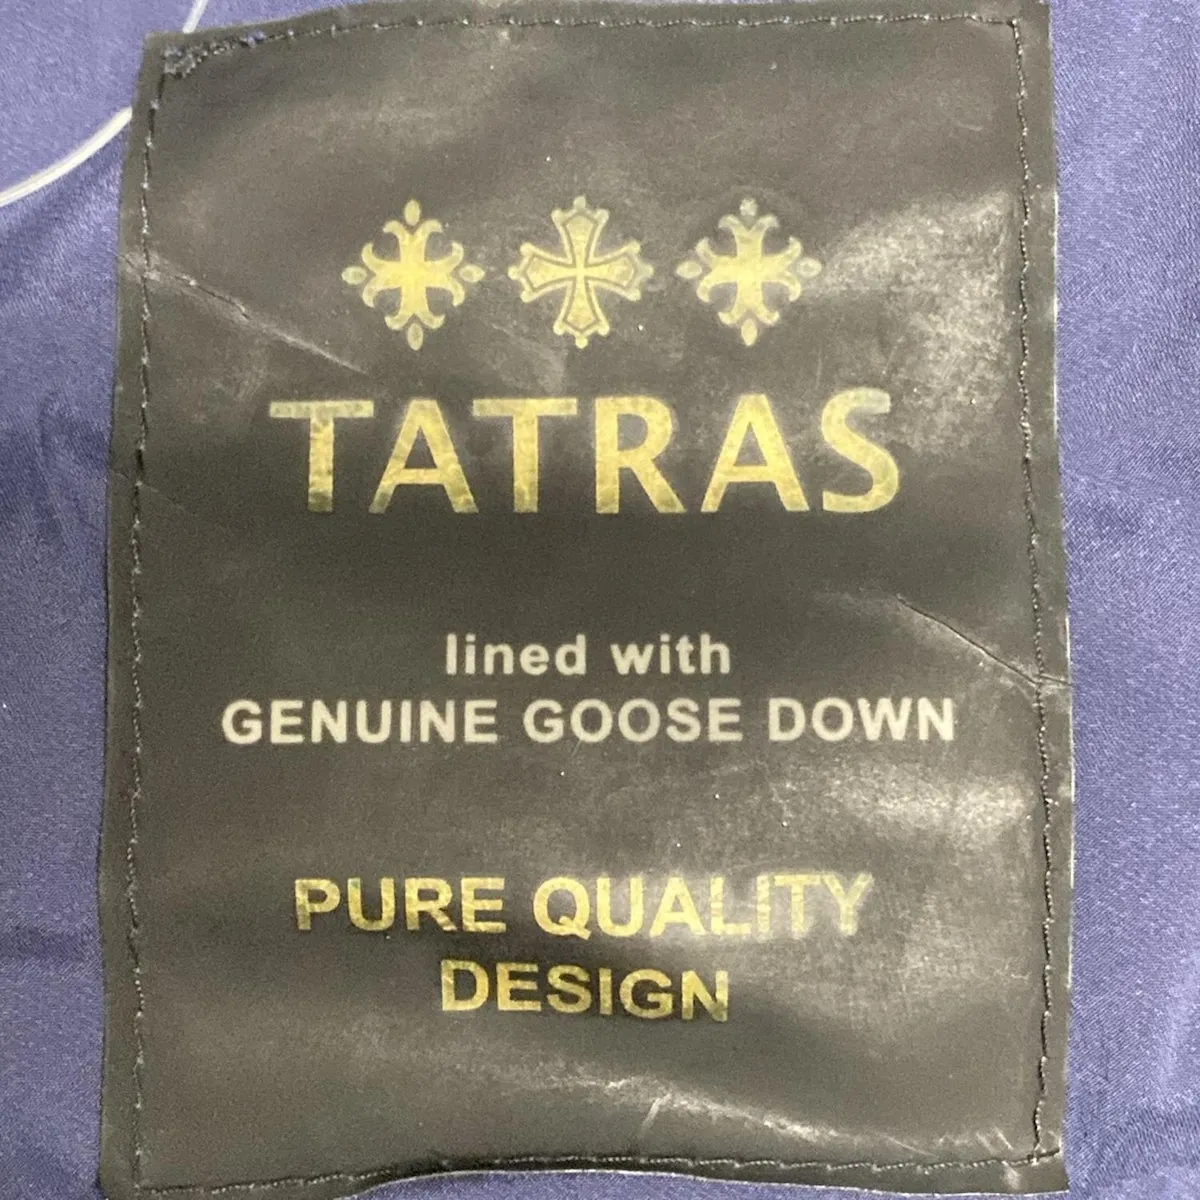 TATRAS
lined with
GENUINE GOOSE DOWN
PURE QUALITY
DESIGN